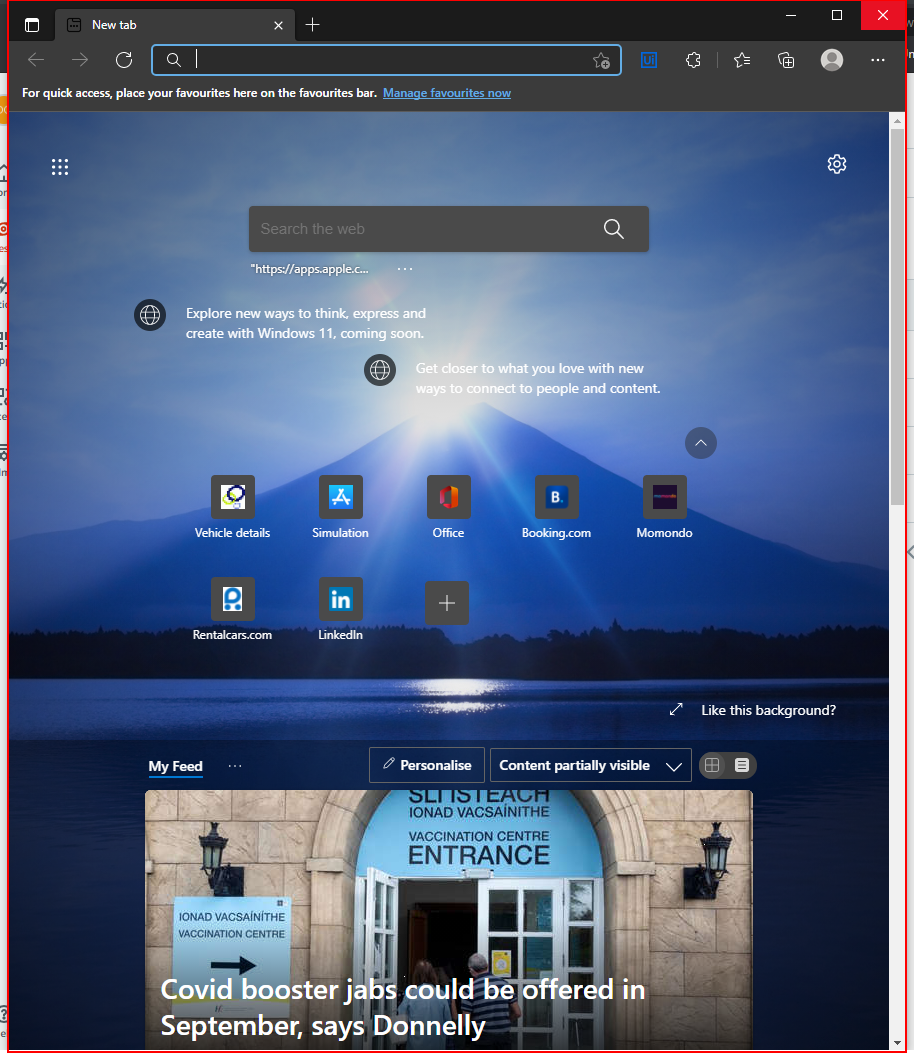 New tab
For quick access, place your favourites here on the favourites bar. Manage favourites now
Search the web
"https://apps.apple.c...
Explore new ways to think, express and
create with Windows 11, coming soon.
Get closer to what you love with new
ways to connect to people and content.
Vehicle details
Simulation
Office
B.
Booking.com
Momondo
Rentalcars.com
in
LinkedIn
Like this background?
My Feed
Personalise
Content partially visible
SLÍ ISTEACH
IONAD VACSAÍNITHE
VACCINATION CENTRE
ENTRANCE
IONAD VACSAÍNITHE
VACCINATION CENTRE
Covid booster jabs could be offered in
September, says Donnelly